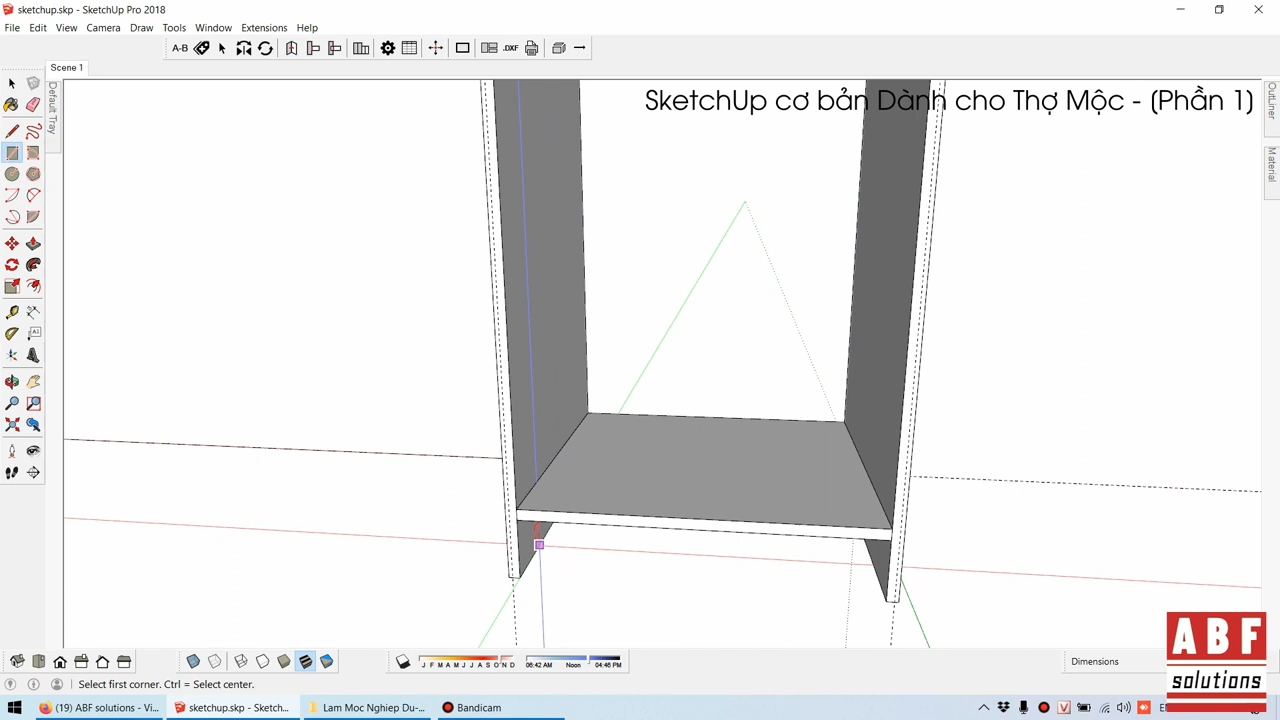 sketchup.skp - SketchUp Pro 2018
File Edit View Camera Draw Tools Window Extensions Help
A-B
.DXF
Scene 1
Default Tray
SketchUp cơ bản Dành cho Thợ Mộc - (Phần 1)
OutLiner
Material
J F M A M J J A S O N D
06:42 AM Noon 04:46 PM
Dimensions
ABF
solutions
Select first corner. Ctrl = Select center.
(19) ABF solutions - Vi...
sketchup.skp - Sketch...
Lam Moc Nghiep Du-...
Bandicam